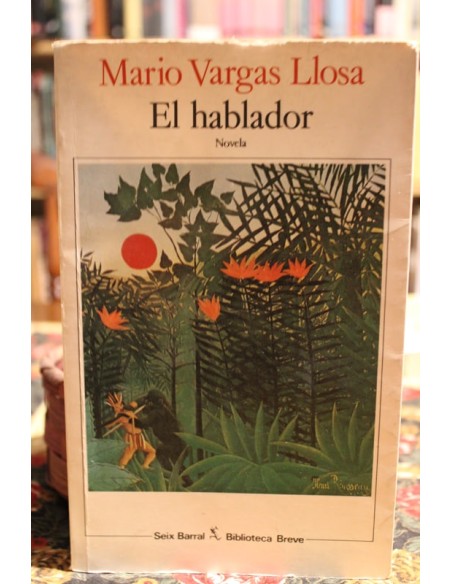 Mario Vargas Llosa
El hablador
Novela
Seix Barral Biblioteca Breve